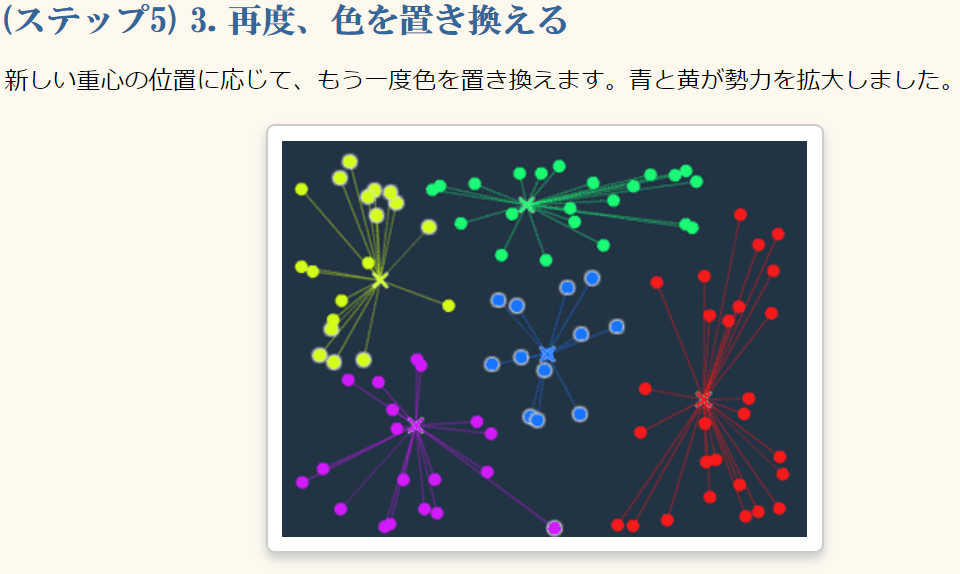 (ステップ5) 3. 再度、色を置き換える
新しい重心の位置に応じて、もう一度色を置き換えます。青と黄が勢力を拡大しました。